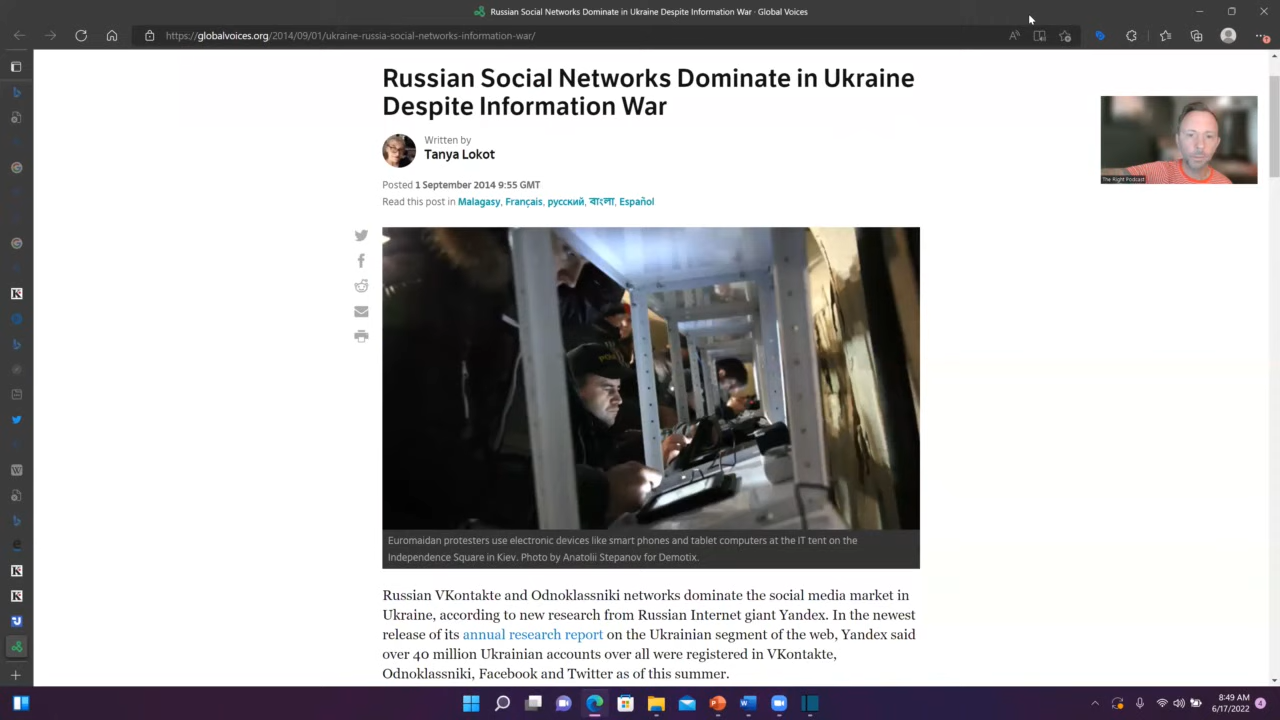 Russian Social Networks Dominate in Ukraine Despite Information War · Global Voices
https://globalvoices.org/2014/09/01/ukraine-russia-social-networks-information-war/
Russian Social Networks Dominate in Ukraine
Despite Information War
Written by
Tanya Lokot
Posted 1 September 2014 9:55 GMT
Read this post in Malagasy, Français, русский, বাংলা, Español
The Right Podcast
Euromaidan protesters use electronic devices like smart phones and tablet computers at the IT tent on the
Independence Square in Kiev. Photo by Anatolii Stepanov for Demotix.
Russian VKontakte and Odnoklassniki networks dominate the social media market in
Ukraine, according to new research from Russian Internet giant Yandex. In the newest
release of its annual research report on the Ukrainian segment of the web, Yandex said
over 40 million Ukrainian accounts over all were registered in VKontakte,
Odnoklassniki, Facebook and Twitter as of this summer.
8:49 AM
6/17/2022